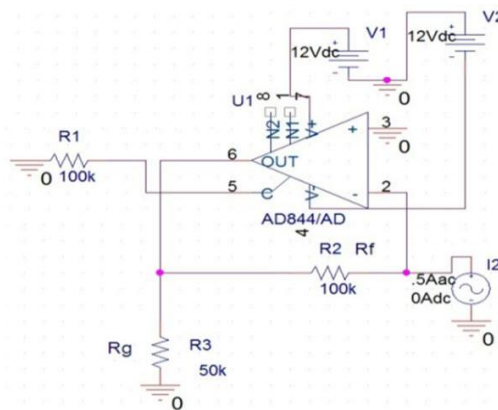 V1
V2
12Vdc
12Vdc
0
U1
8
1
7
N2
N1
V+
+
3
0
R1
0
100k
6
OUT
5
C
V-
-
2
4
AD844/AD
R2
Rf
100k
I2
.5Aac
0Adc
0
Rg
R3
50k
0